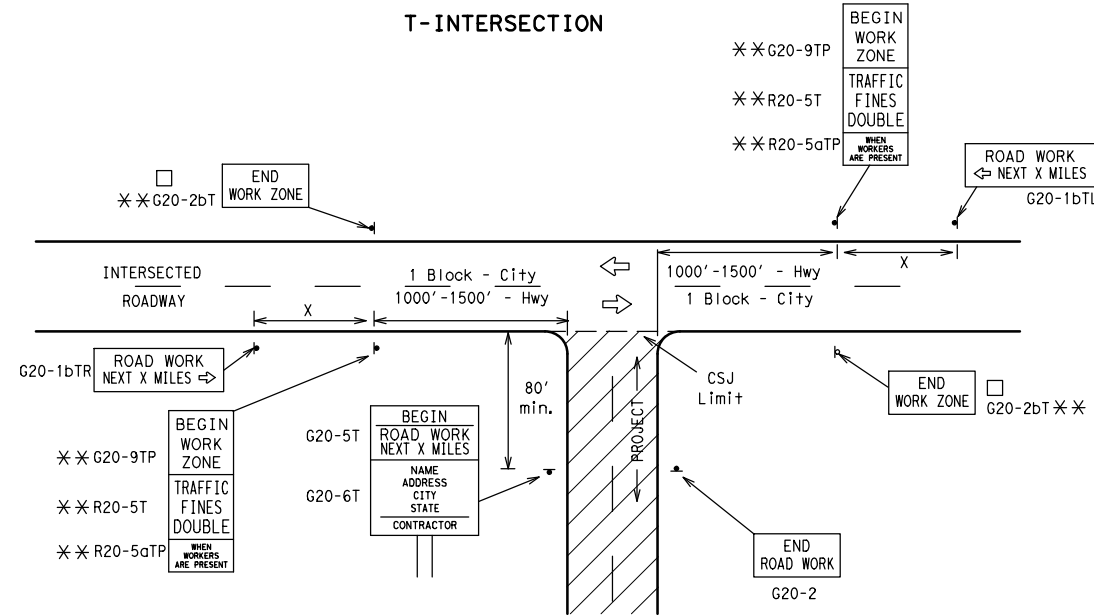 T-INTERSECTION
BEGIN
WORK
ZONE
✳✳G20-9TP
TRAFFIC
FINES
DOUBLE
✳✳R20-5T
WHEN
WORKERS
ARE PRESENT
✳✳R20-5aTP
ROAD WORK
⇦ NEXT X MILES
G20-1bTL
END
WORK ZONE
□
✳✳G20-2bT
INTERSECTED
ROADWAY
1 Block - City
1000'-1500' - Hwy
X
1000'-1500' - Hwy
1 Block - City
X
G20-1bTR
ROAD WORK
NEXT X MILES ⇨
80'
min.
CSJ
Limit
PROJECT
END
WORK ZONE
□
G20-2bT ✳✳
BEGIN
WORK
ZONE
✳✳ G20-9TP
TRAFFIC
FINES
DOUBLE
✳✳R20-5T
WHEN
WORKERS
ARE PRESENT
✳✳ R20-5aTP
G20-5T
BEGIN
ROAD WORK
NEXT X MILES
G20-6T
NAME
ADDRESS
CITY
STATE
CONTRACTOR
END
ROAD WORK
G20-2